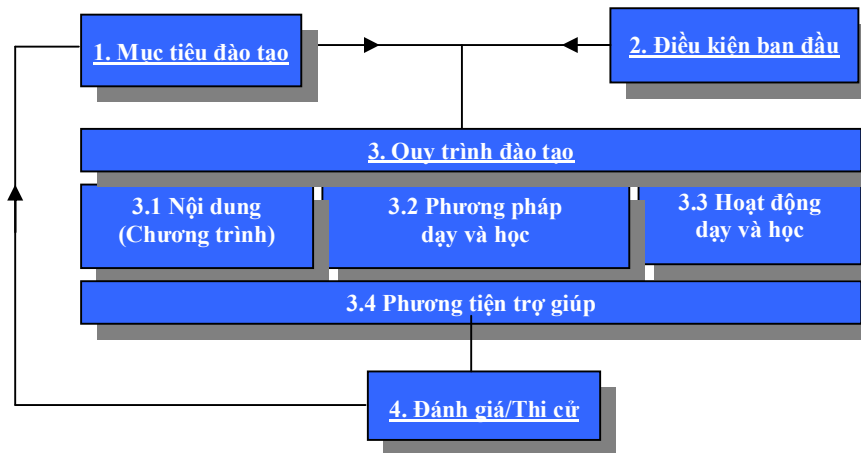 1. Mục tiêu đào tạo
2. Điều kiện ban đầu
3. Quy trình đào tạo
3.1 Nội dung
(Chương trình)
3.2 Phương pháp
dạy và học
3.3 Hoạt động
dạy và học
3.4 Phương tiện trợ giúp
4. Đánh giá/Thi cử